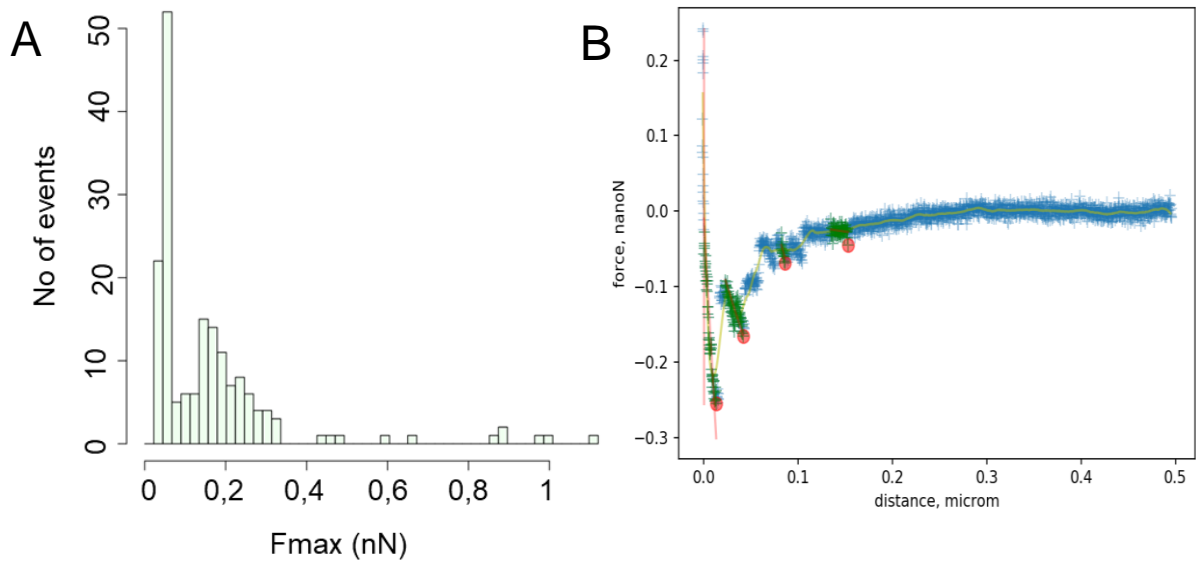 A
No of events
50
40
30
20
10
0
0 0,2 0,4 0,6 0,8 1
Fmax (nN)
B
force, nanoN
0.2
0.1
0.0
−0.1
−0.2
−0.3
0.0 0.1 0.2 0.3 0.4 0.5
distance, microm